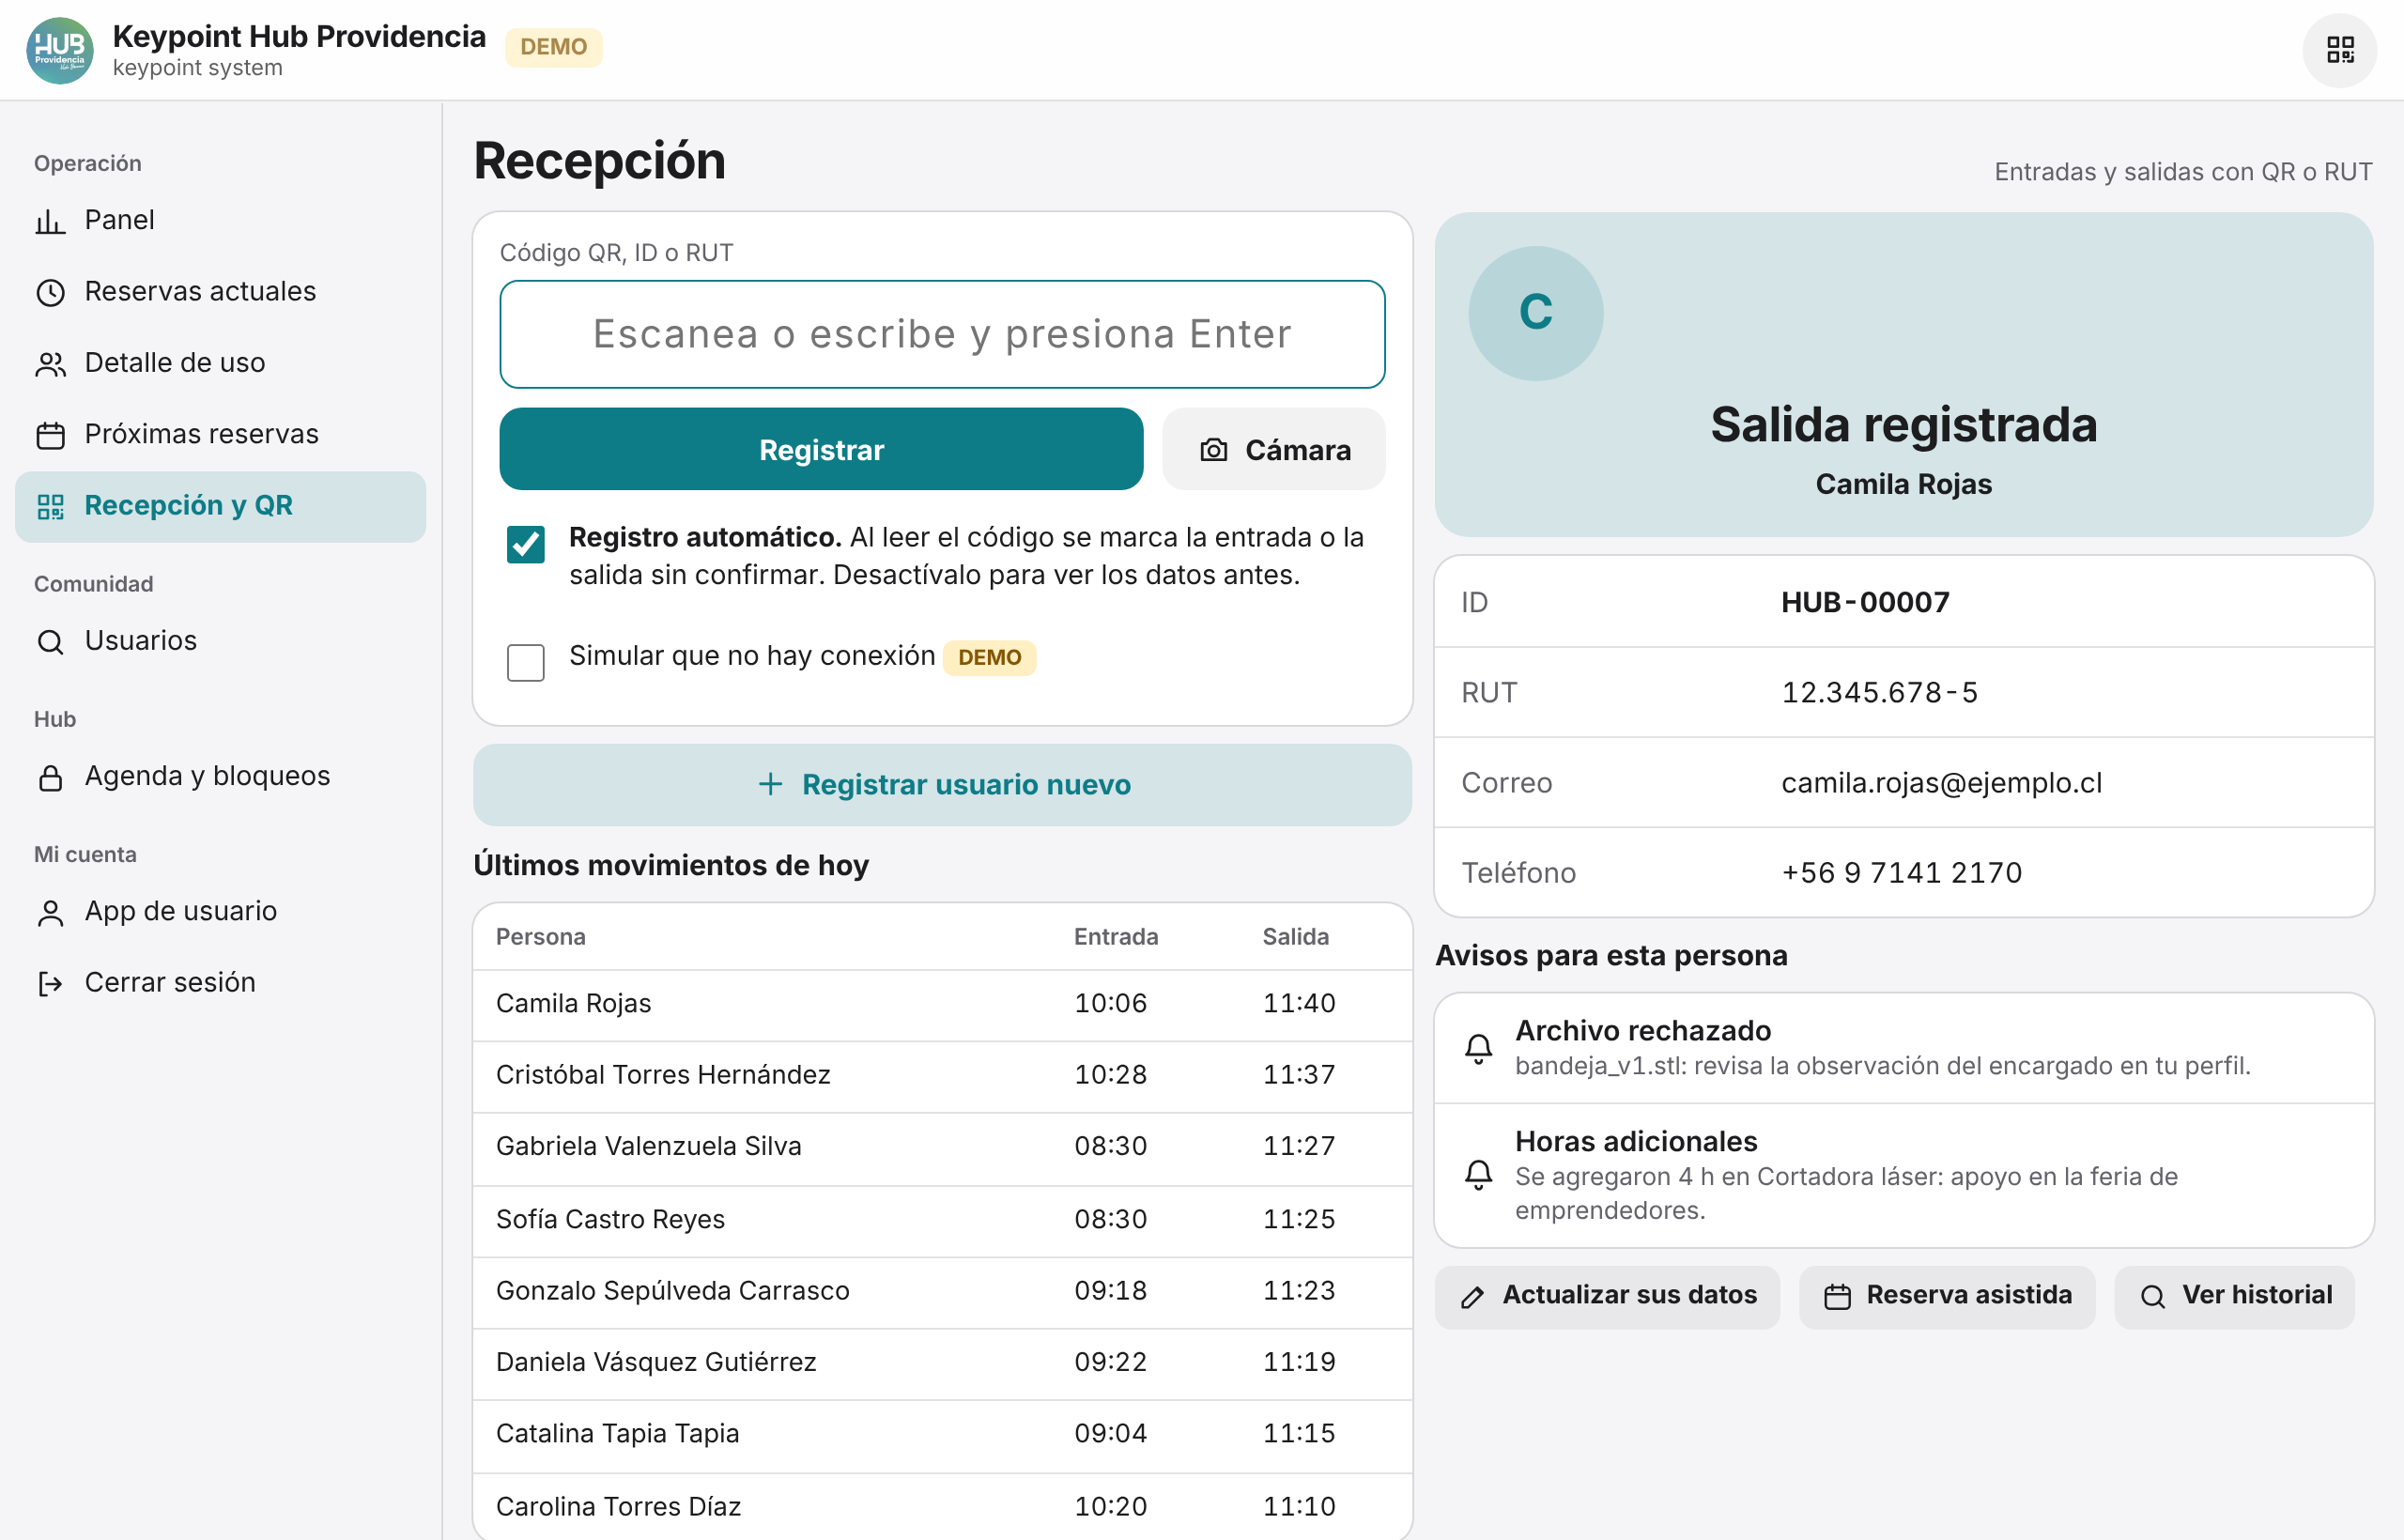 HUB
Providencia
Keypoint Hub Providencia
DEMO
keypoint system
Operación
Panel
Reservas actuales
Detalle de uso
Próximas reservas
Recepción y QR
Comunidad
Usuarios
Hub
Agenda y bloqueos
Mi cuenta
App de usuario
Cerrar sesión
Recepción
Entradas y salidas con QR o RUT
Código QR, ID o RUT
Escanea o escribe y presiona Enter
Registrar
Cámara
Registro automático. Al leer el código se marca la entrada o la
salida sin confirmar. Desactívalo para ver los datos antes.
Simular que no hay conexión DEMO
Registrar usuario nuevo
Últimos movimientos de hoy
Persona Entrada Salida
Camila Rojas 10:06 11:40
Cristóbal Torres Hernández 10:28 11:37
Gabriela Valenzuela Silva 08:30 11:27
Sofía Castro Reyes 08:30 11:25
Gonzalo Sepúlveda Carrasco 09:18 11:23
Daniela Vásquez Gutiérrez 09:22 11:19
Catalina Tapia Tapia 09:04 11:15
Carolina Torres Díaz 10:20 11:10
C
Salida registrada
Camila Rojas
ID HUB-00007
RUT 12.345.678-5
Correo camila.rojas@ejemplo.cl
Teléfono +56 9 7141 2170
Avisos para esta persona
Archivo rechazado
bandeja_v1.stl: revisa la observación del encargado en tu perfil.
Horas adicionales
Se agregaron 4 h en Cortadora láser: apoyo en la feria de
emprendedores.
Actualizar sus datos
Reserva asistida
Ver historial